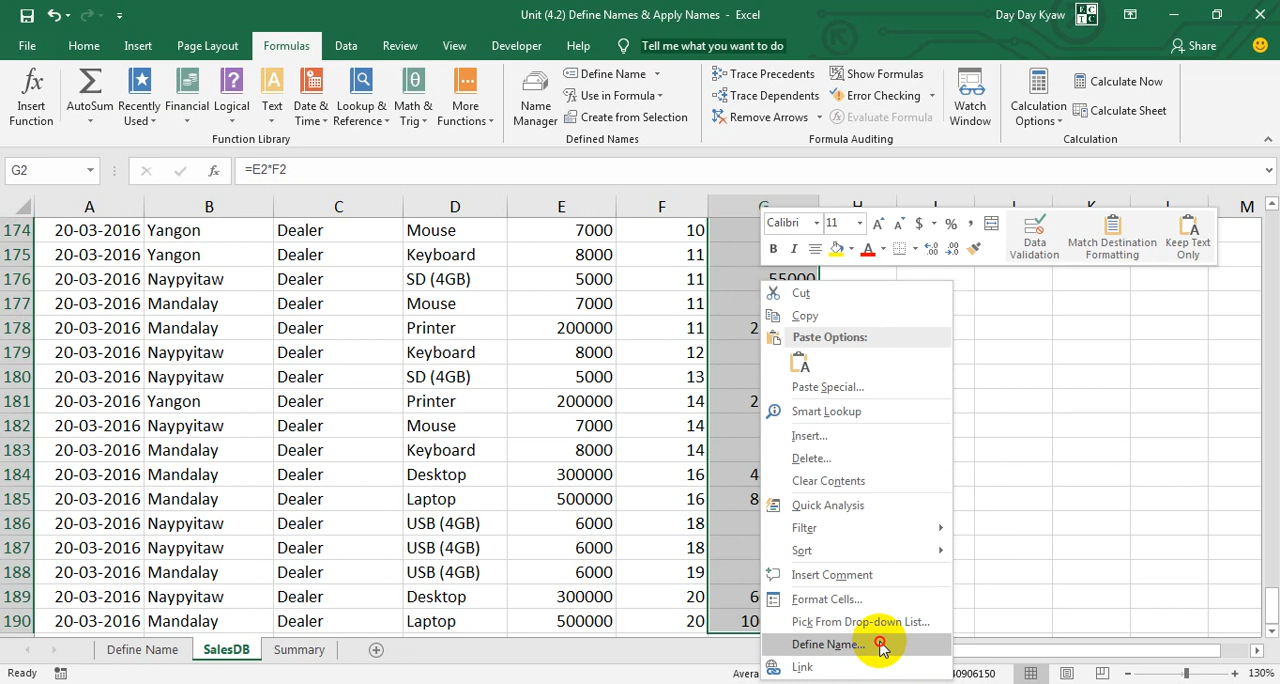 Unit (4.2) Define Names & Apply Names - Excel
Day Day Kyaw
File Home Insert Page Layout Formulas Data Review View Developer Help Tell me what you want to do Share
fx Insert Function
AutoSum Recently Used Financial Logical Text Date & Time Lookup & Reference Math & Trig More Functions
Function Library
Name Manager
Define Name
Use in Formula
Create from Selection
Defined Names
Trace Precedents Show Formulas
Trace Dependents Error Checking
Remove Arrows Evaluate Formula
Formula Auditing
Watch Window
Calculation Options
Calculate Now
Calculate Sheet
Calculation
G2 fx =E2*F2
A B C D E F G H M
174 20-03-2016 Yangon Dealer Mouse 7000 10
175 20-03-2016 Yangon Dealer Keyboard 8000 11
176 20-03-2016 Naypyitaw Dealer SD (4GB) 5000 11 55000
177 20-03-2016 Mandalay Dealer Mouse 7000 11
178 20-03-2016 Mandalay Dealer Printer 200000 11 2
179 20-03-2016 Naypyitaw Dealer Keyboard 8000 12
180 20-03-2016 Naypyitaw Dealer SD (4GB) 5000 13
181 20-03-2016 Yangon Dealer Printer 200000 14 2
182 20-03-2016 Naypyitaw Dealer Mouse 7000 14
183 20-03-2016 Mandalay Dealer Keyboard 8000 14
184 20-03-2016 Mandalay Dealer Desktop 300000 16 4
185 20-03-2016 Mandalay Dealer Laptop 500000 16 8
186 20-03-2016 Naypyitaw Dealer USB (4GB) 6000 18
187 20-03-2016 Naypyitaw Dealer USB (4GB) 6000 18
188 20-03-2016 Mandalay Dealer USB (4GB) 6000 19
189 20-03-2016 Naypyitaw Dealer Desktop 300000 20 6
190 20-03-2016 Mandalay Dealer Laptop 500000 20 10
Calibri 11 A A $ % ,
B I A
Data Validation
Match Destination Formatting
Keep Text Only
Cut
Copy
Paste Options:
Paste Special...
Smart Lookup
Insert...
Delete...
Clear Contents
Quick Analysis
Filter
Sort
Insert Comment
Format Cells...
Pick From Drop-down List...
Define Name...
Link
SalesDB Summary
Ready 40906150 130%